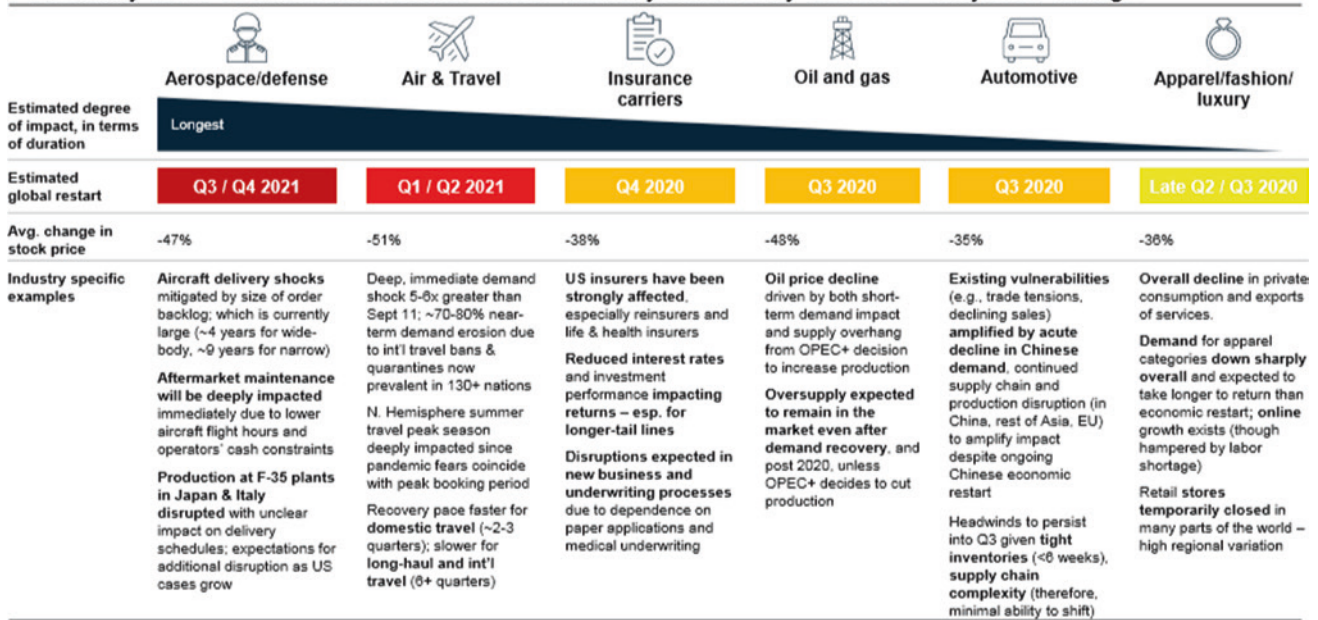 Aerospace/defense
Air & Travel
Insurance
carriers
Oil and gas
Automotive
Apparel/fashion/
luxury
Estimated degree
of impact, in terms
of duration
Longest
Estimated
global restart
Q3 / Q4 2021
Q1 / Q2 2021
Q4 2020
Q3 2020
Q3 2020
Late Q2 / Q3 2020
Avg. change in
stock price
-47%
-51%
-38%
-48%
-35%
-36%
Industry specific
examples
Aircraft delivery shocks
mitigated by size of order
backlog; which is currently
large (~4 years for wide-
body, ~9 years for narrow)
Aftermarket maintenance
will be deeply impacted
immediately due to lower
aircraft flight hours and
operators' cash constraints
Production at F-35 plants
in Japan & Italy
disrupted with unclear
impact on delivery
schedules; expectations for
additional disruption as US
cases grow
Deep, immediate demand
shock 5-6x greater than
Sept 11; ~70-80% near-
term demand erosion due
to int'l travel bans &
quarantines now
prevalent in 130+ nations
N. Hemisphere summer
travel peak season
deeply impacted since
pandemic fears coincide
with peak booking period
Recovery pace faster for
domestic travel (~2-3
quarters); slower for
long-haul and int'l
travel (6+ quarters)
US insurers have been
strongly affected,
especially reinsurers and
life & health insurers
Reduced interest rates
and investment
performance impacting
returns – esp. for
longer-tail lines
Disruptions expected in
new business and
underwriting processes
due to dependence on
paper applications and
medical underwriting
Oil price decline
driven by both short-
term demand impact
and supply overhang
from OPEC+ decision
to increase production
Oversupply expected
to remain in the
market even after
demand recovery, and
post 2020, unless
OPEC+ decides to cut
production
Existing vulnerabilities
(e.g., trade tensions,
declining sales)
amplified by acute
decline in Chinese
demand, continued
supply chain and
production disruption (in
China, rest of Asia, EU)
to amplify impact
despite ongoing
Chinese economic
restart
Headwinds to persist
into Q3 given tight
inventories (<6 weeks),
supply chain
complexity (therefore,
minimal ability to shift)
Overall decline in private
consumption and exports
of services.
Demand for apparel
categories down sharply
overall and expected to
take longer to return than
economic restart; online
growth exists (though
hampered by labor
shortage)
Retail stores
temporarily closed in
many parts of the world –
high regional variation